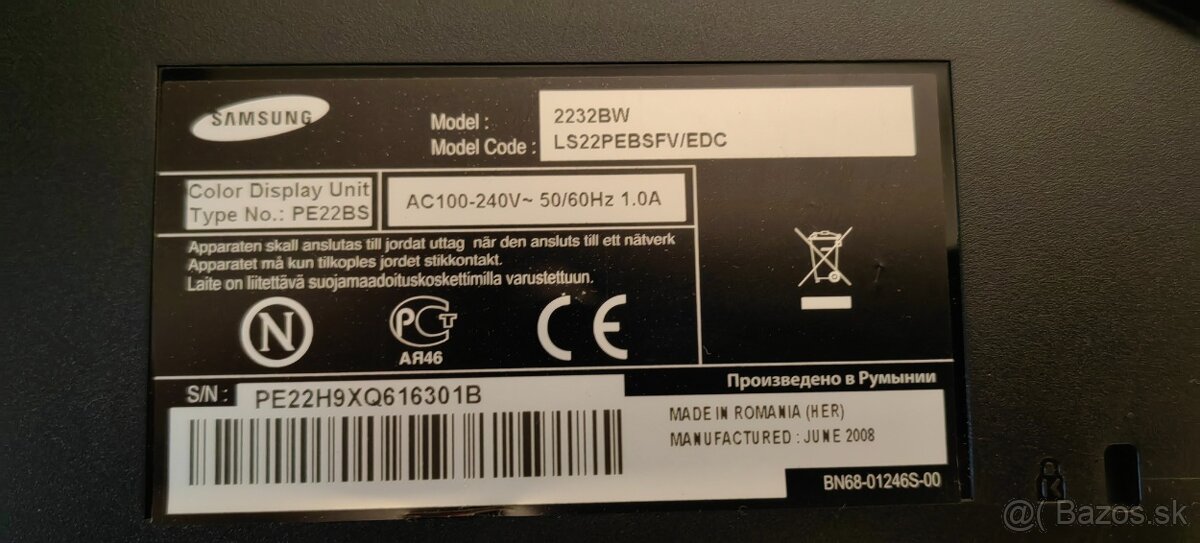 SAMSUNG
Model : 2232BW
Model Code : LS22PEBSFV/EDC
Color Display Unit
Type No.: PE22BS
AC100-240V~ 50/60Hz 1.0A
Apparaten skall anslutas till jordat uttag när den ansluts till ett nätverk
Apparatet må kun tilkoples jordet stikkontakt.
Laite on liitettävä suojamaadoituskoskettimilla varustettuun.
N
РСТ
АЯ46
CE
S/N : PE22H9XQ616301B
Произведено в Румынии
MADE IN ROMANIA (HER)
MANUFACTURED : JUNE 2008
BN68-01246S-00
K
@( Bazos.sk